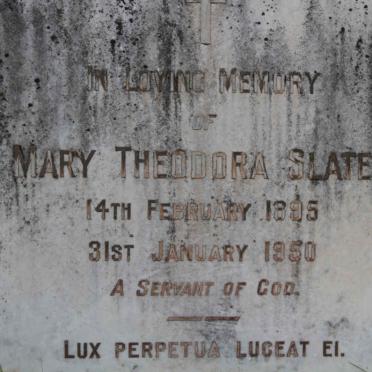 In Loving Memory
of
Mary Theodora Slate
14th February 1895
31st January 1950
A Servant of God.
Lux perpetua luceat ei.